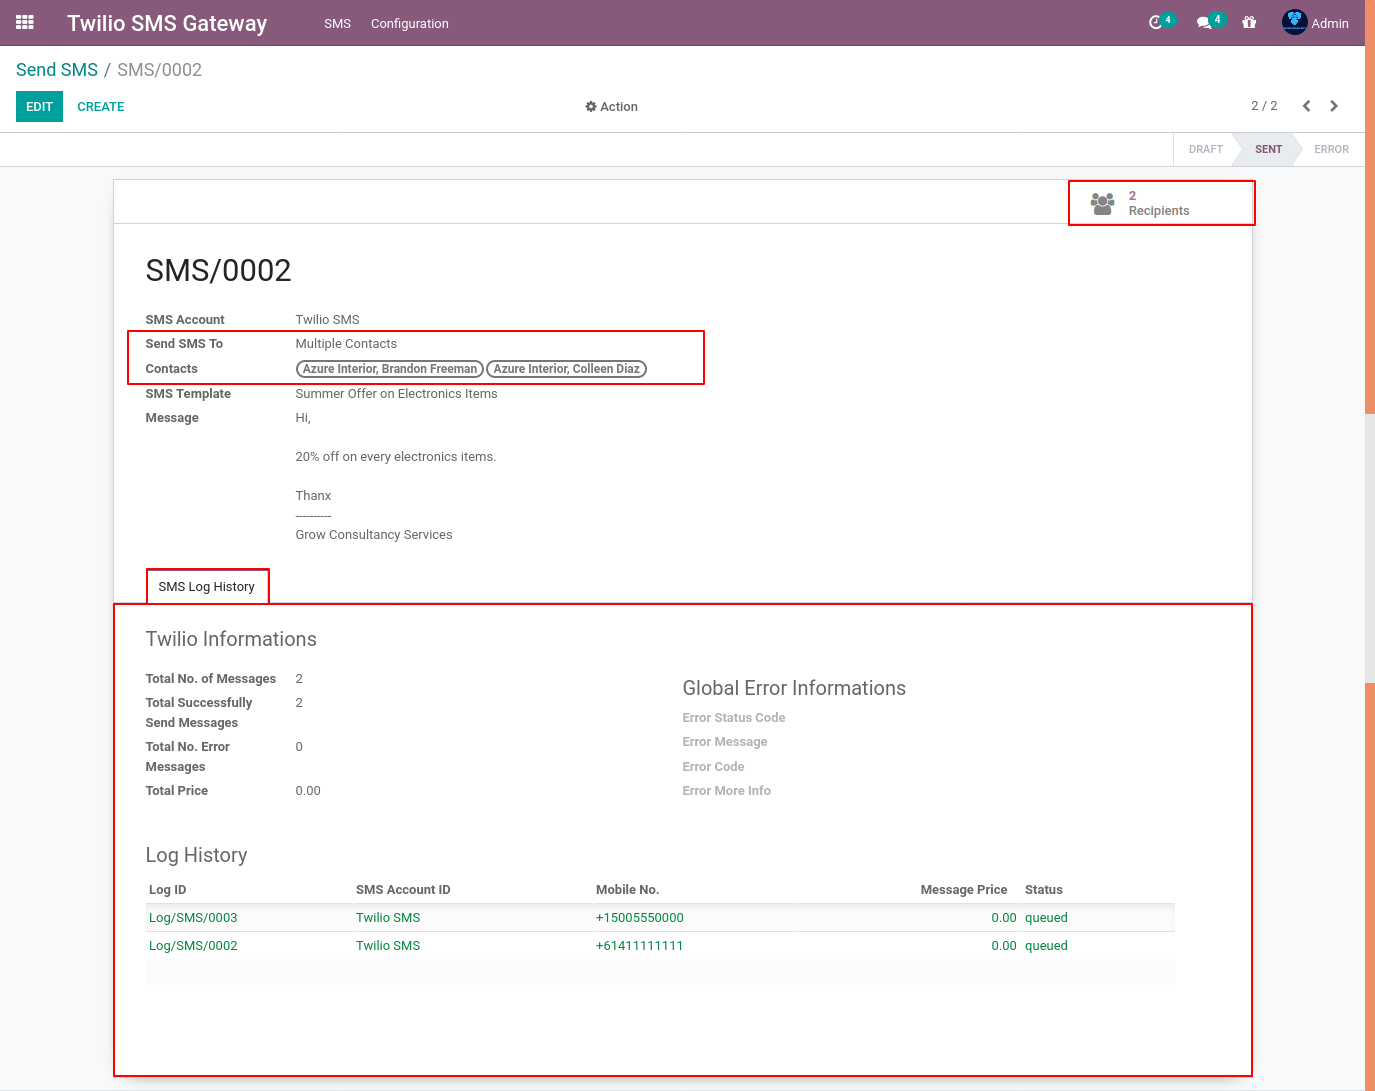 Twilio SMS Gateway SMS Configuration 4 4 Admin
Send SMS / SMS/0002
EDIT CREATE Action 2 / 2
DRAFT SENT ERROR
2
Recipients
SMS/0002
SMS Account Twilio SMS
Send SMS To Multiple Contacts
Contacts Azure Interior, Brandon Freeman Azure Interior, Colleen Diaz
SMS Template Summer Offer on Electronics Items
Message Hi,
20% off on every electronics items.
Thanx
----------
Grow Consultancy Services
SMS Log History
Twilio Informations
Total No. of Messages 2
Total Successfully 2
Send Messages
Total No. Error 0
Messages
Total Price 0.00
Global Error Informations
Error Status Code
Error Message
Error Code
Error More Info
Log History
Log ID SMS Account ID Mobile No. Message Price Status
Log/SMS/0003 Twilio SMS +15005550000 0.00 queued
Log/SMS/0002 Twilio SMS +61411111111 0.00 queued